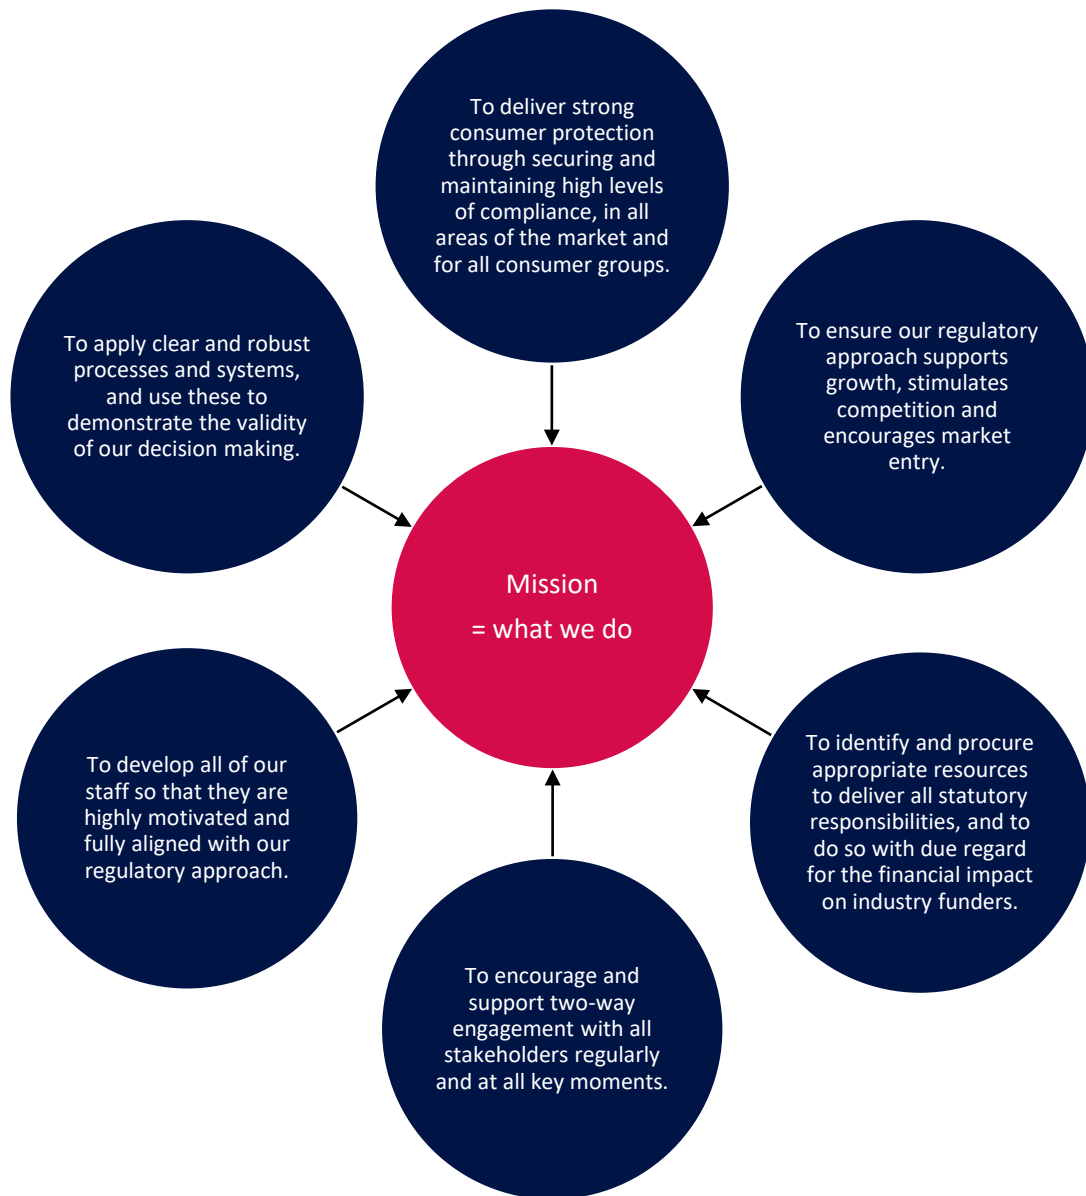 To deliver strong
consumer protection
through securing and
maintaining high levels
of compliance, in all
areas of the market and
for all consumer groups.
To ensure our regulatory
approach supports
growth, stimulates
competition and
encourages market
entry.
To identify and procure
appropriate resources
to deliver all statutory
responsibilities, and to
do so with due regard
for the financial impact
on industry funders.
To encourage and
support two-way
engagement with all
stakeholders regularly
and at all key moments.
To develop all of our
staff so that they are
highly motivated and
fully aligned with our
regulatory approach.
To apply clear and robust
processes and systems,
and use these to
demonstrate the validity
of our decision making.
Mission
= what we do